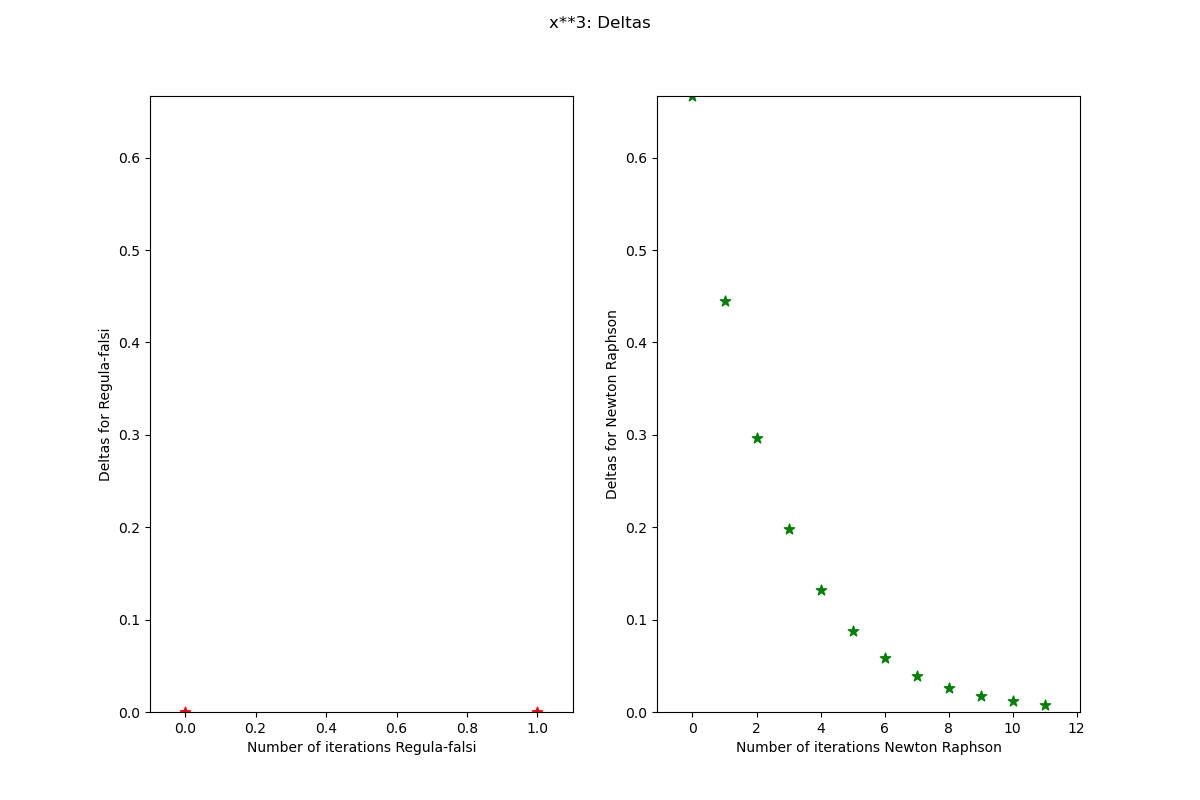 x**3: Deltas
Deltas for Regula-falsi
0.6
0.5
0.4
0.3
0.2
0.1
0.0
0.0 0.2 0.4 0.6 0.8 1.0
Number of iterations Regula-falsi
Deltas for Newton Raphson
0.6
0.5
0.4
0.3
0.2
0.1
0.0
0 2 4 6 8 10 12
Number of iterations Newton Raphson